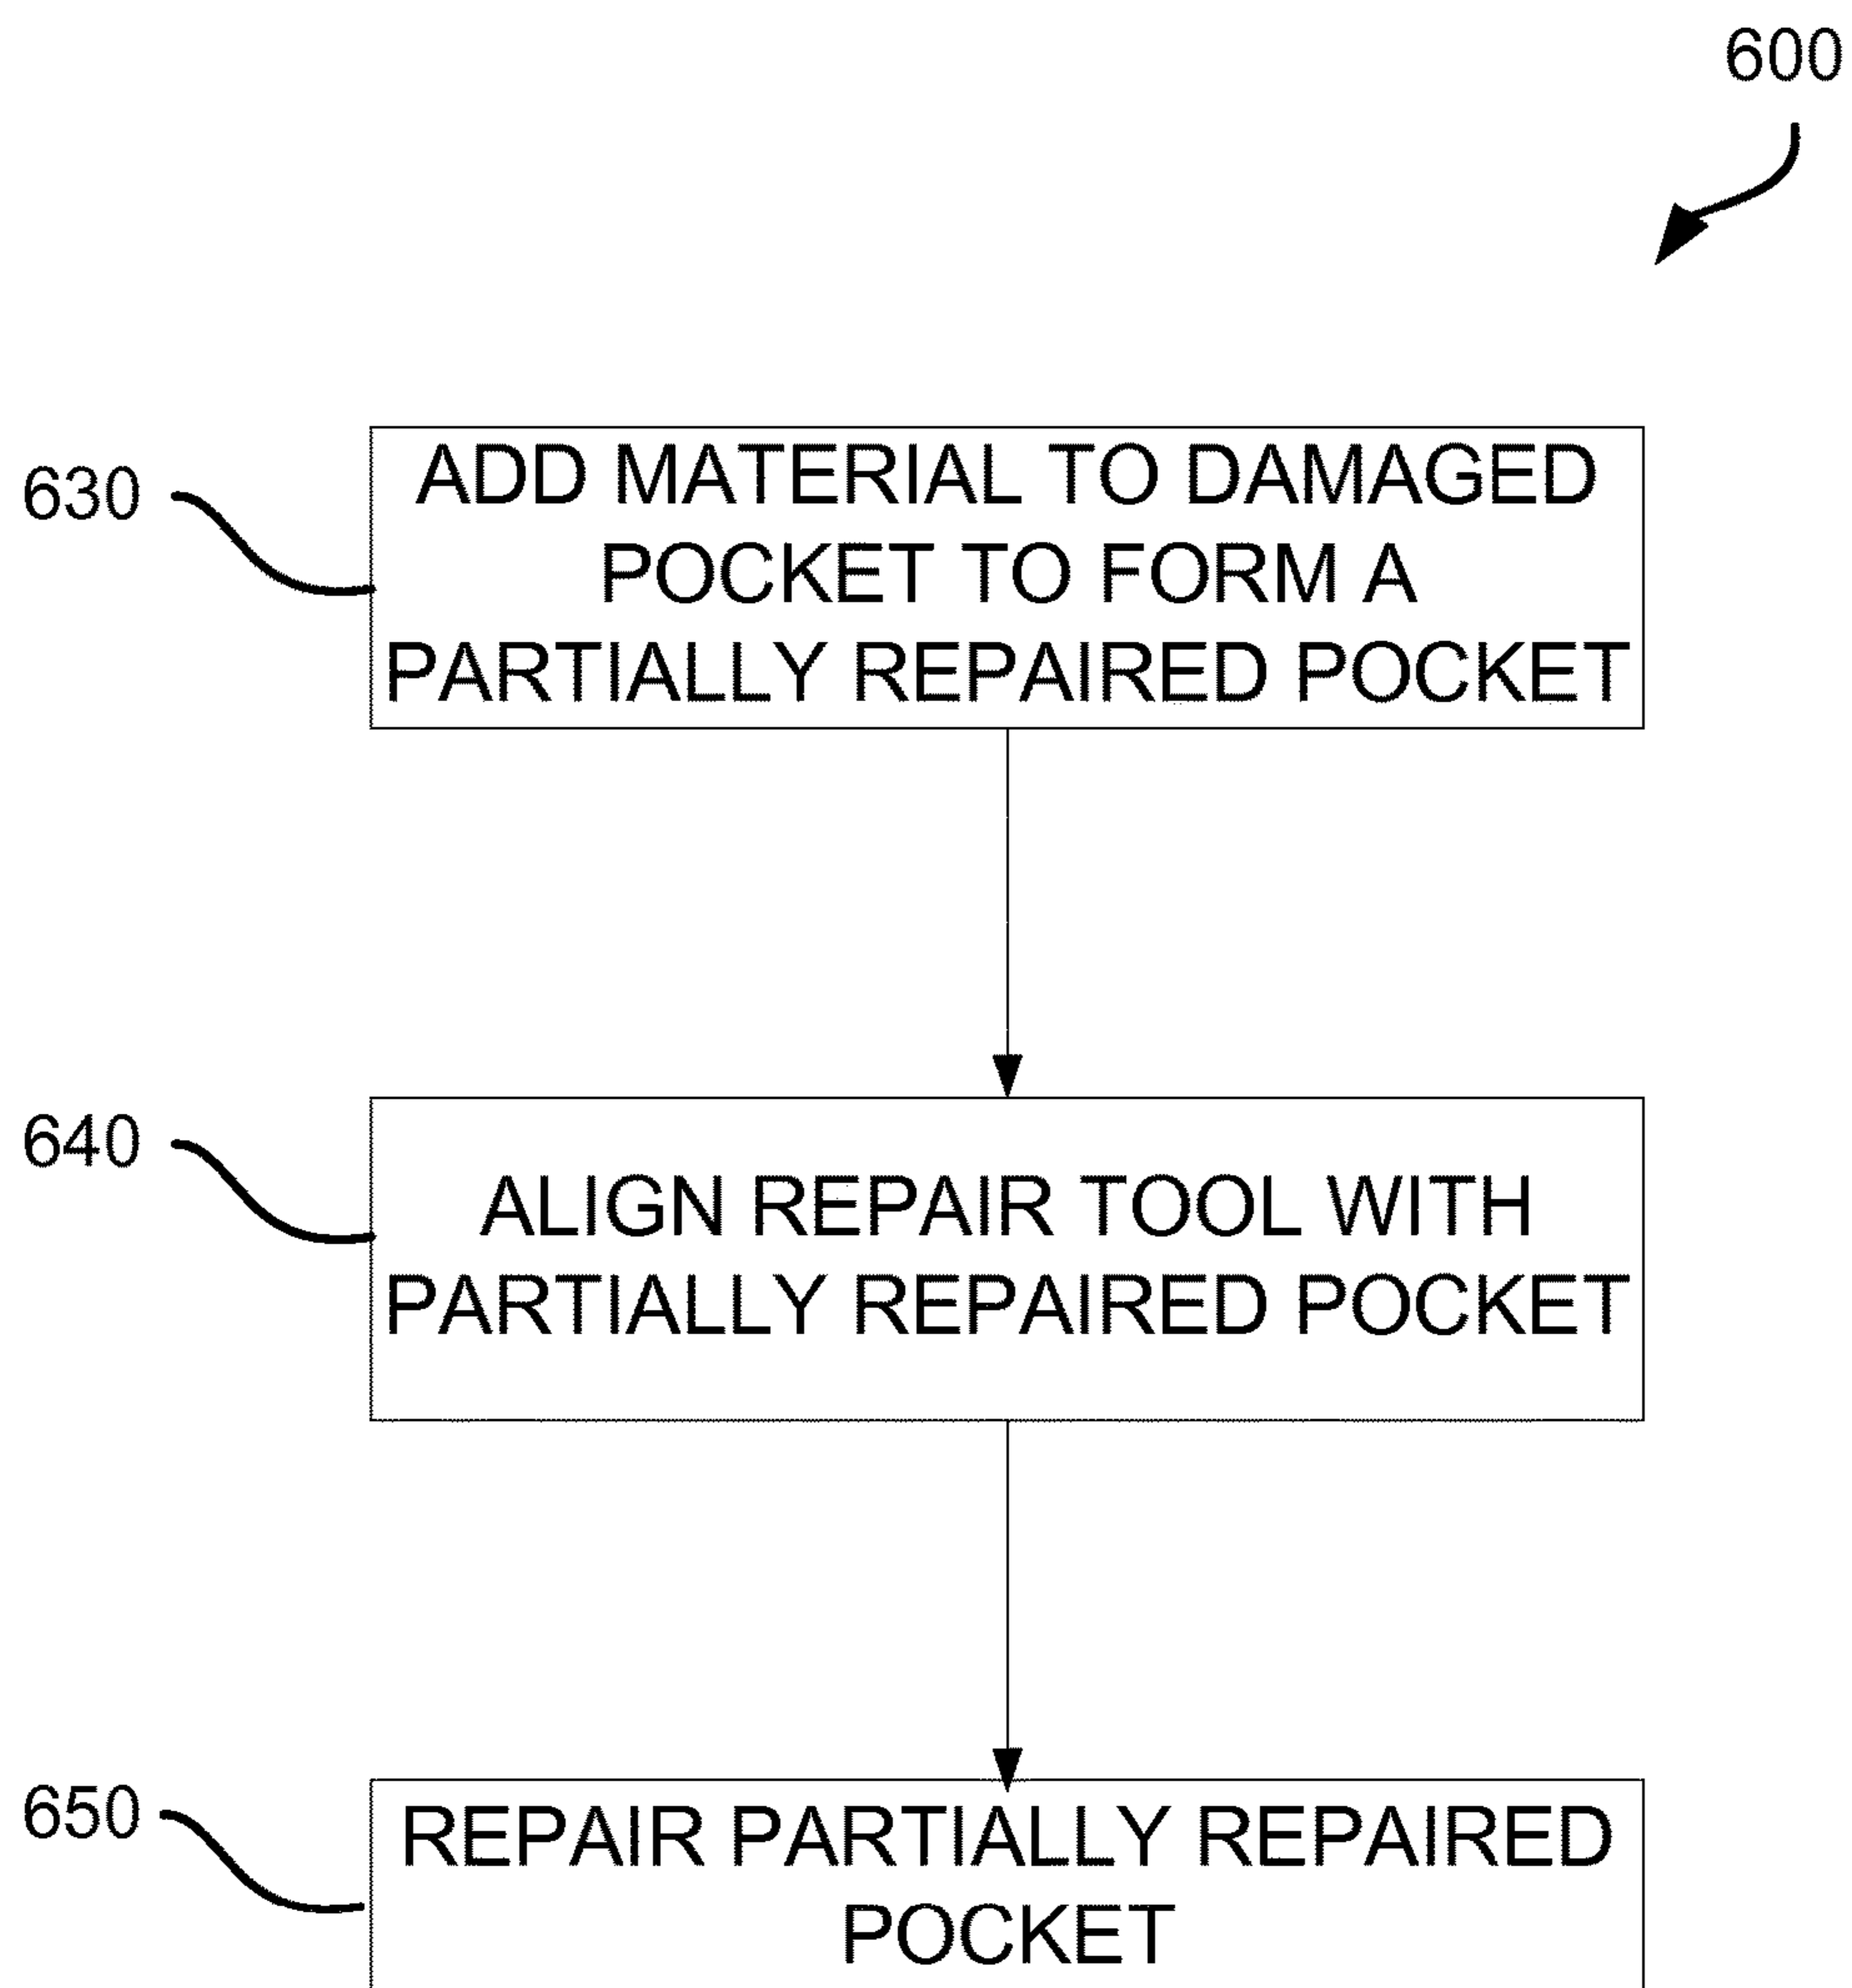 600
630
ADD MATERIAL TO DAMAGED
POCKET TO FORM A
PARTIALLY REPAIRED POCKET
640
ALIGN REPAIR TOOL WITH
PARTIALLY REPAIRED POCKET
650
REPAIR PARTIALLY REPAIRED
POCKET